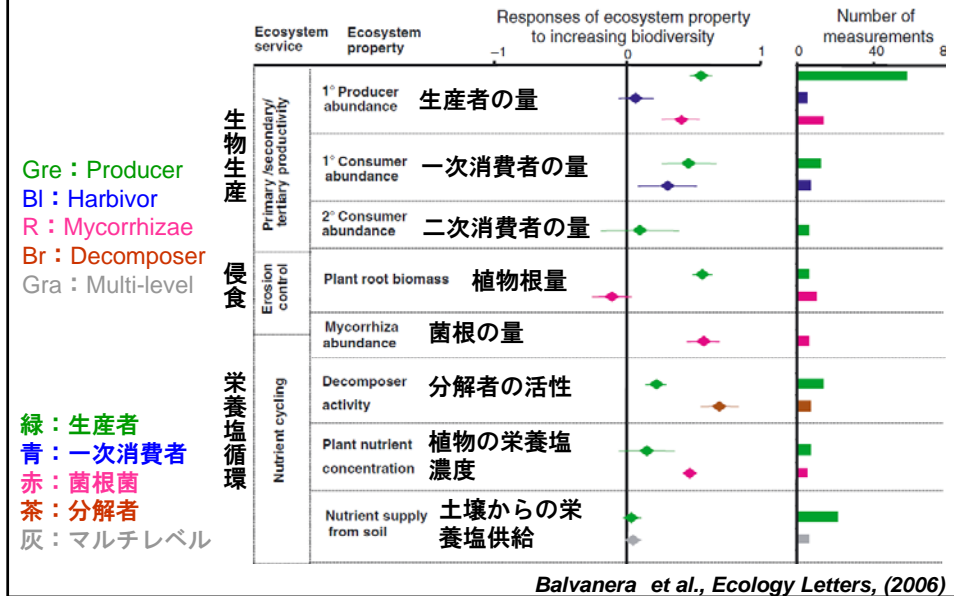 Responses of ecosystem property
to increasing biodiversity
Number of
measurements
Ecosystem
service
Ecosystem
property
−1
0
1
0
40
8
生物生産
Primary /secondary/
tertiary productivity
1° Producer
abundance
生産者の量
1° Consumer
abundance
一次消費者の量
2° Consumer
abundance
二次消費者の量
侵食
Erosion
control
Plant root biomass
植物根量
栄養塩循環
Nutrient cycling
Mycorrhiza
abundance
菌根の量
Decomposer
activity
分解者の活性
Plant nutrient
concentration
植物の栄養塩
濃度
Nutrient supply
from soil
土壌からの栄
養塩供給
Gre：Producer
Bl：Harbivor
R：Mycorrhizae
Br：Decomposer
Gra：Multi-level
緑：生産者
青：一次消費者
赤：菌根菌
茶：分解者
灰：マルチレベル
Balvanera et al., Ecology Letters, (2006)